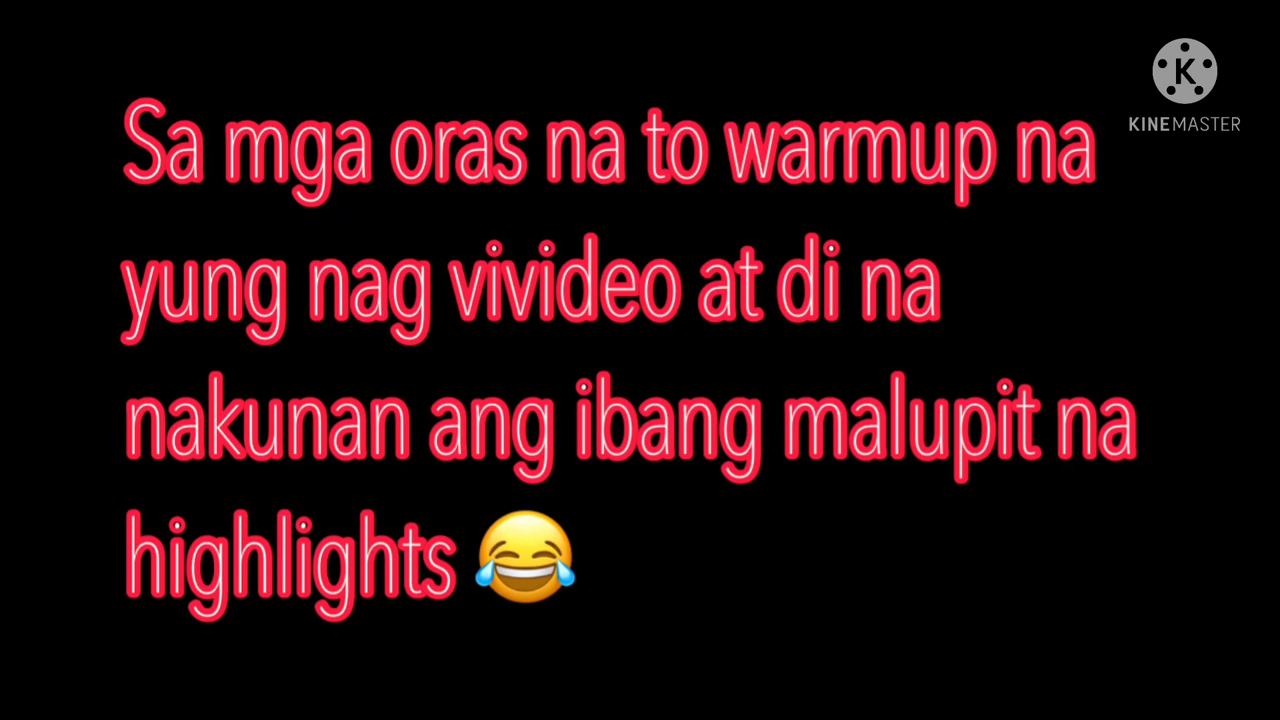 KINEMASTER
Sa mga oras na to warmup na
yung nag vivideo at di na
nakunan ang ibang malupit na
highlights 😂